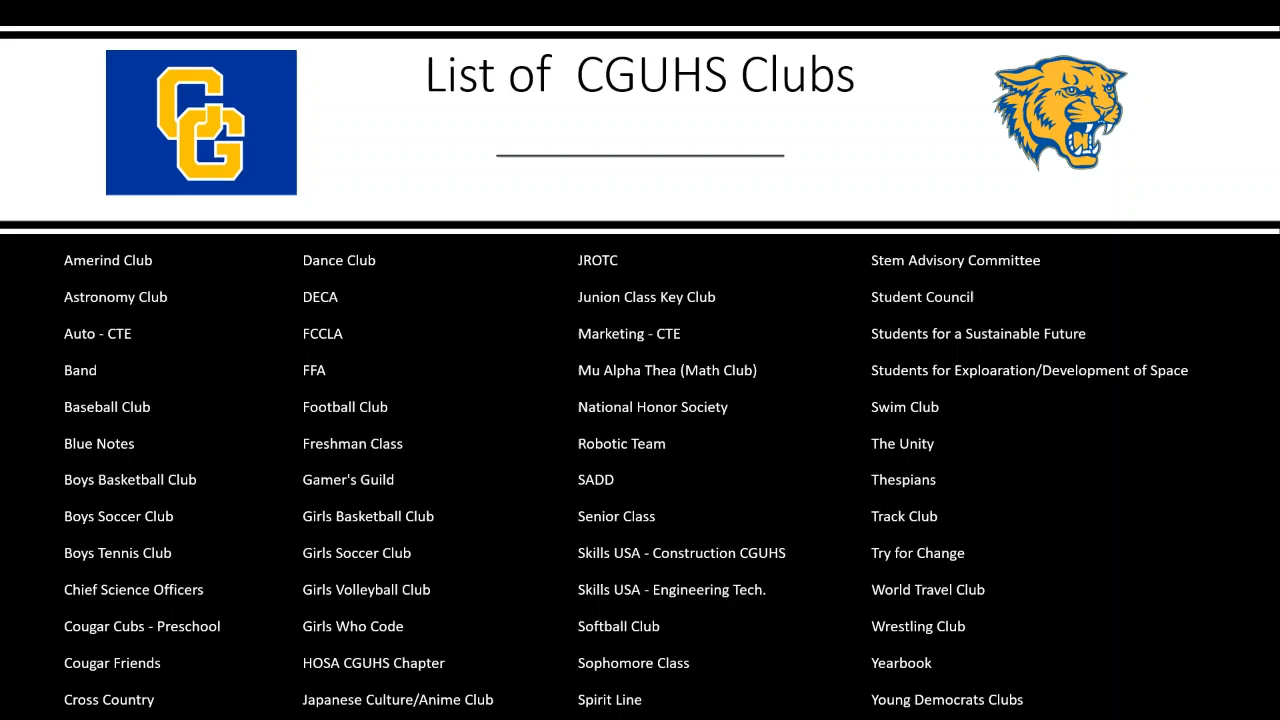 List of CGUHS Clubs
CG
Amerind Club
Astronomy Club
Auto - CTE
Band
Baseball Club
Blue Notes
Boys Basketball Club
Boys Soccer Club
Boys Tennis Club
Chief Science Officers
Cougar Cubs - Preschool
Cougar Friends
Cross Country
Dance Club
DECA
FCCLA
FFA
Football Club
Freshman Class
Gamer's Guild
Girls Basketball Club
Girls Soccer Club
Girls Volleyball Club
Girls Who Code
HOSA CGUHS Chapter
Japanese Culture/Anime Club
JROTC
Junion Class Key Club
Marketing - CTE
Mu Alpha Thea (Math Club)
National Honor Society
Robotic Team
SADD
Senior Class
Skills USA - Construction CGUHS
Skills USA - Engineering Tech.
Softball Club
Sophomore Class
Spirit Line
Stem Advisory Committee
Student Council
Students for a Sustainable Future
Students for Exploaration/Development of Space
Swim Club
The Unity
Thespians
Track Club
Try for Change
World Travel Club
Wrestling Club
Yearbook
Young Democrats Clubs